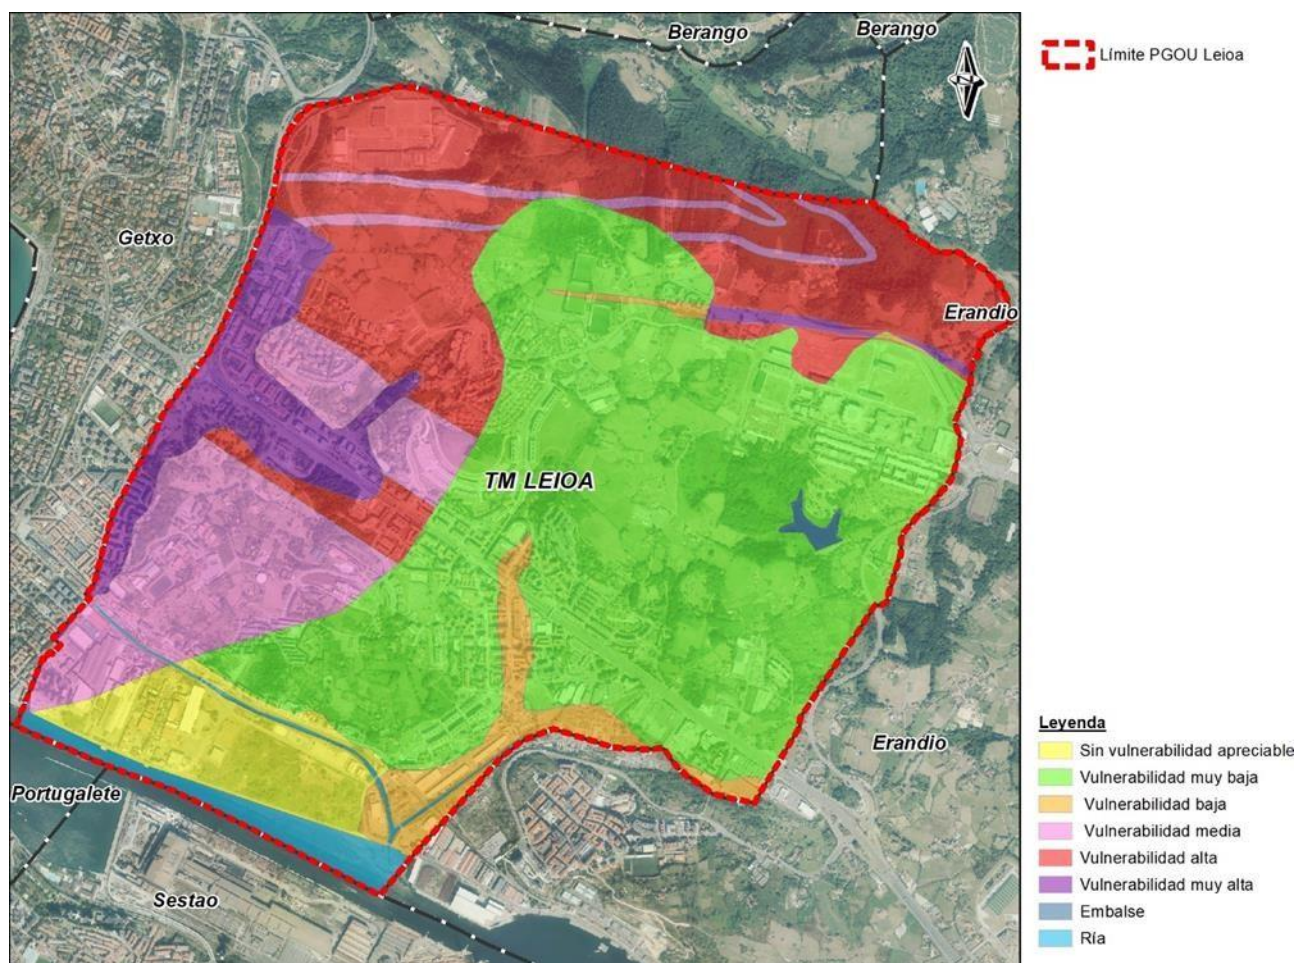 Berango
Berango
Límite PGOU Leioa
N
Getxo
Erandio
TM LEIOA
Erandio
Portugalete
Sestao
Leyenda
Sin vulnerabilidad apreciable
Vulnerabilidad muy baja
Vulnerabilidad baja
Vulnerabilidad media
Vulnerabilidad alta
Vulnerabilidad muy alta
Embalse
Ría